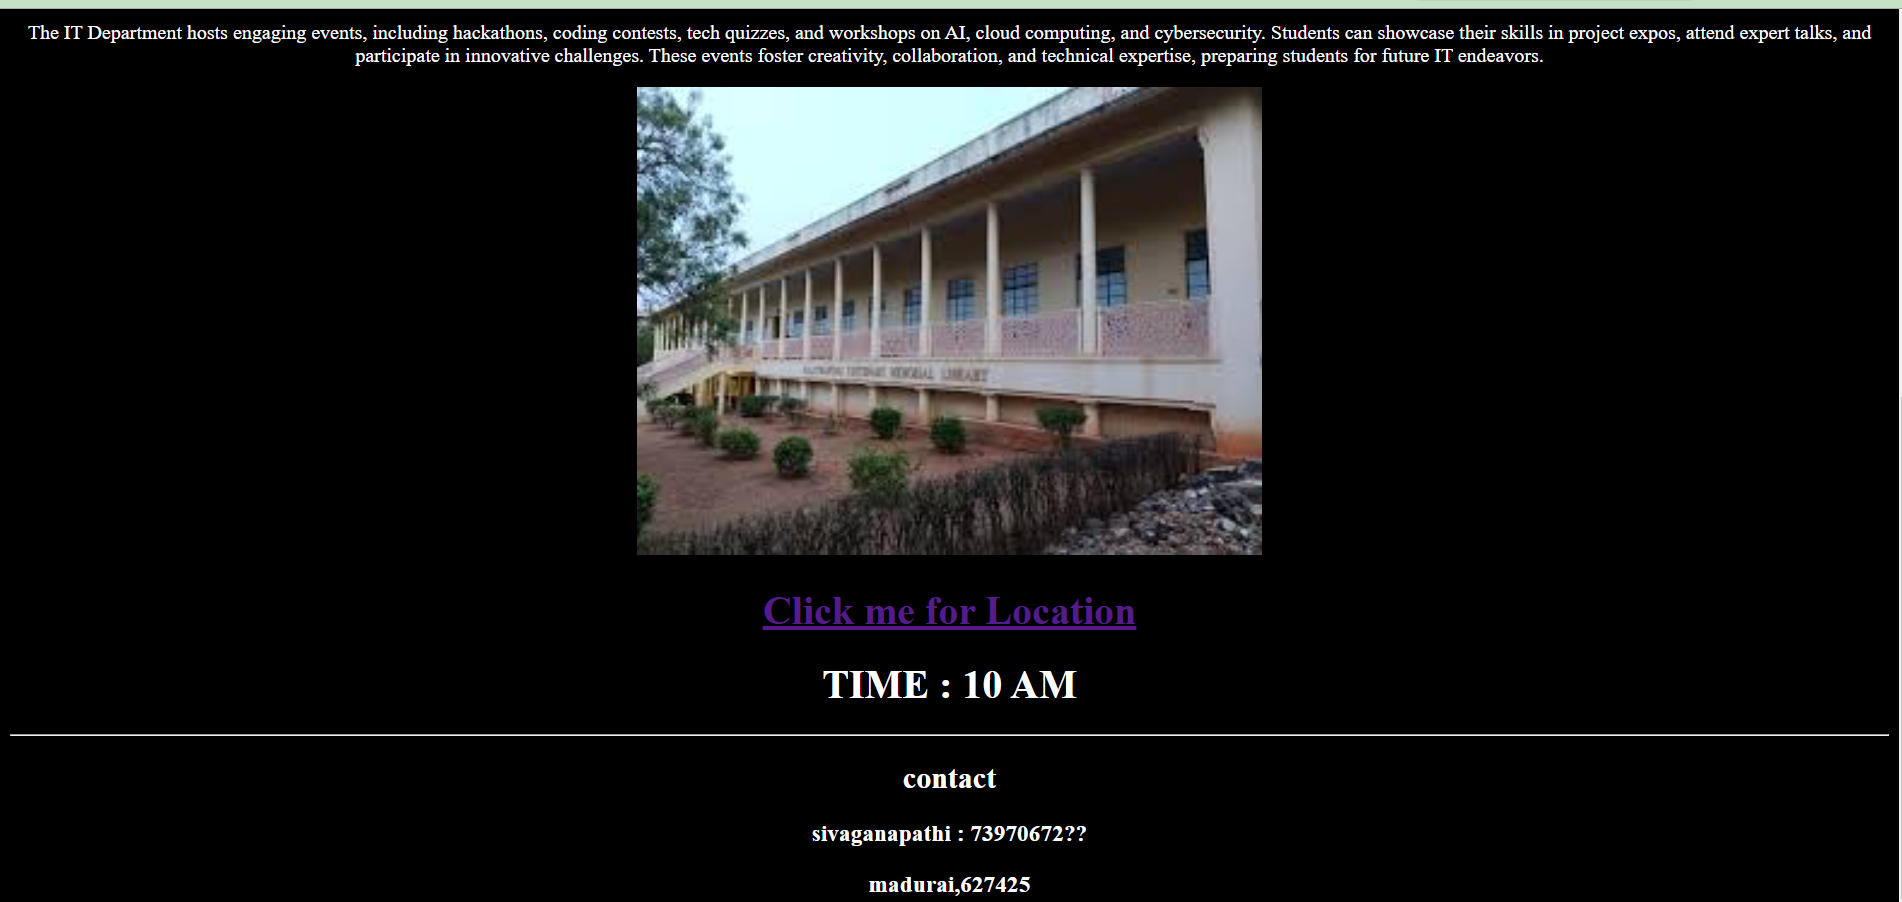 The IT Department hosts engaging events, including hackathons, coding contests, tech quizzes, and workshops on AI, cloud computing, and cybersecurity. Students can showcase their skills in project expos, attend expert talks, and
participate in innovative challenges. These events foster creativity, collaboration, and technical expertise, preparing students for future IT endeavors.
MEMORIAL LIBRARY
Click me for Location
TIME : 10 AM
contact
sivaganapathi : 73970672??
madurai,627425